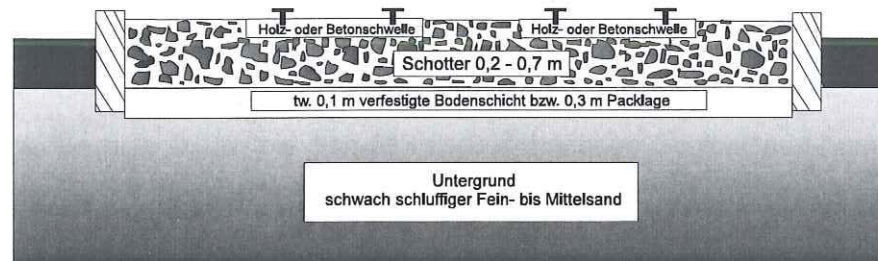 Holz- oder Betonschwelle Holz- oder Betonschwelle
Schotter 0,2 - 0,7 m
tw. 0,1 m verfestigte Bodenschicht bzw. 0,3 m Packlage
Untergrund
schwach schluffiger Fein- bis Mittelsand